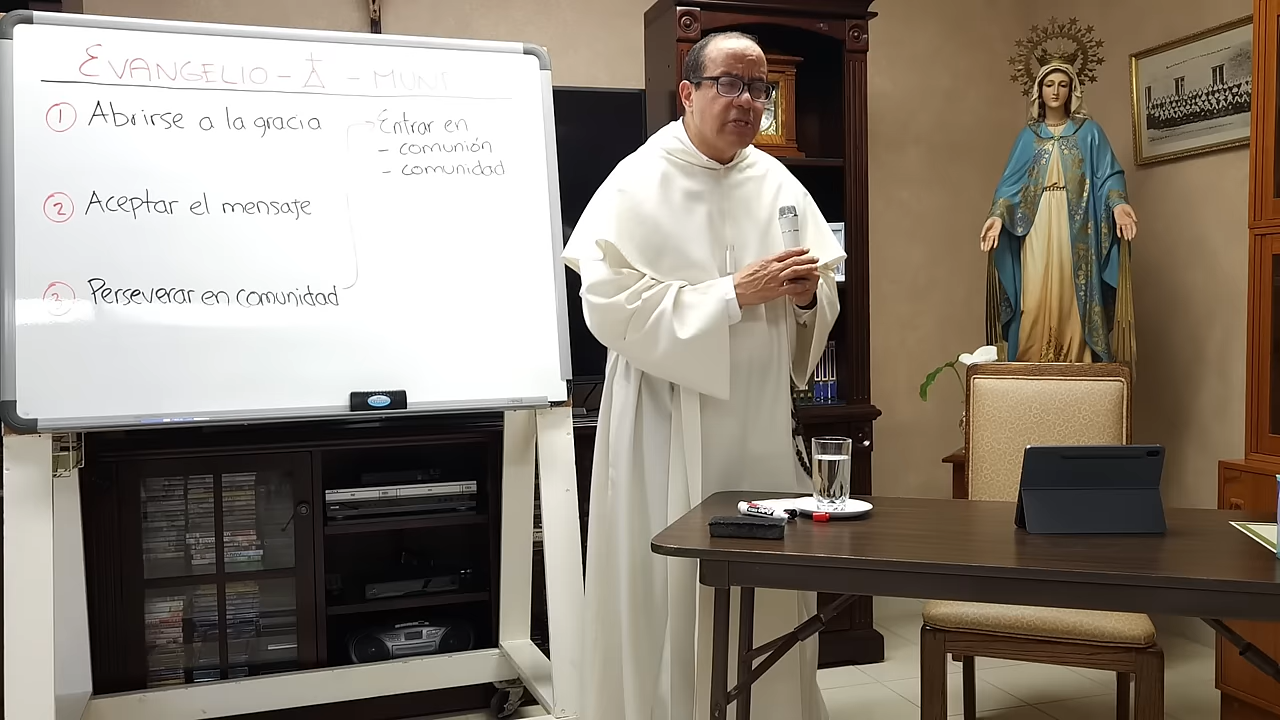 EVANGELIO - - MUN
1 Abrirse a la gracia
Entrar en
- comunión
- comunidad
2 Aceptar el mensaje
3 Perseverar en comunidad